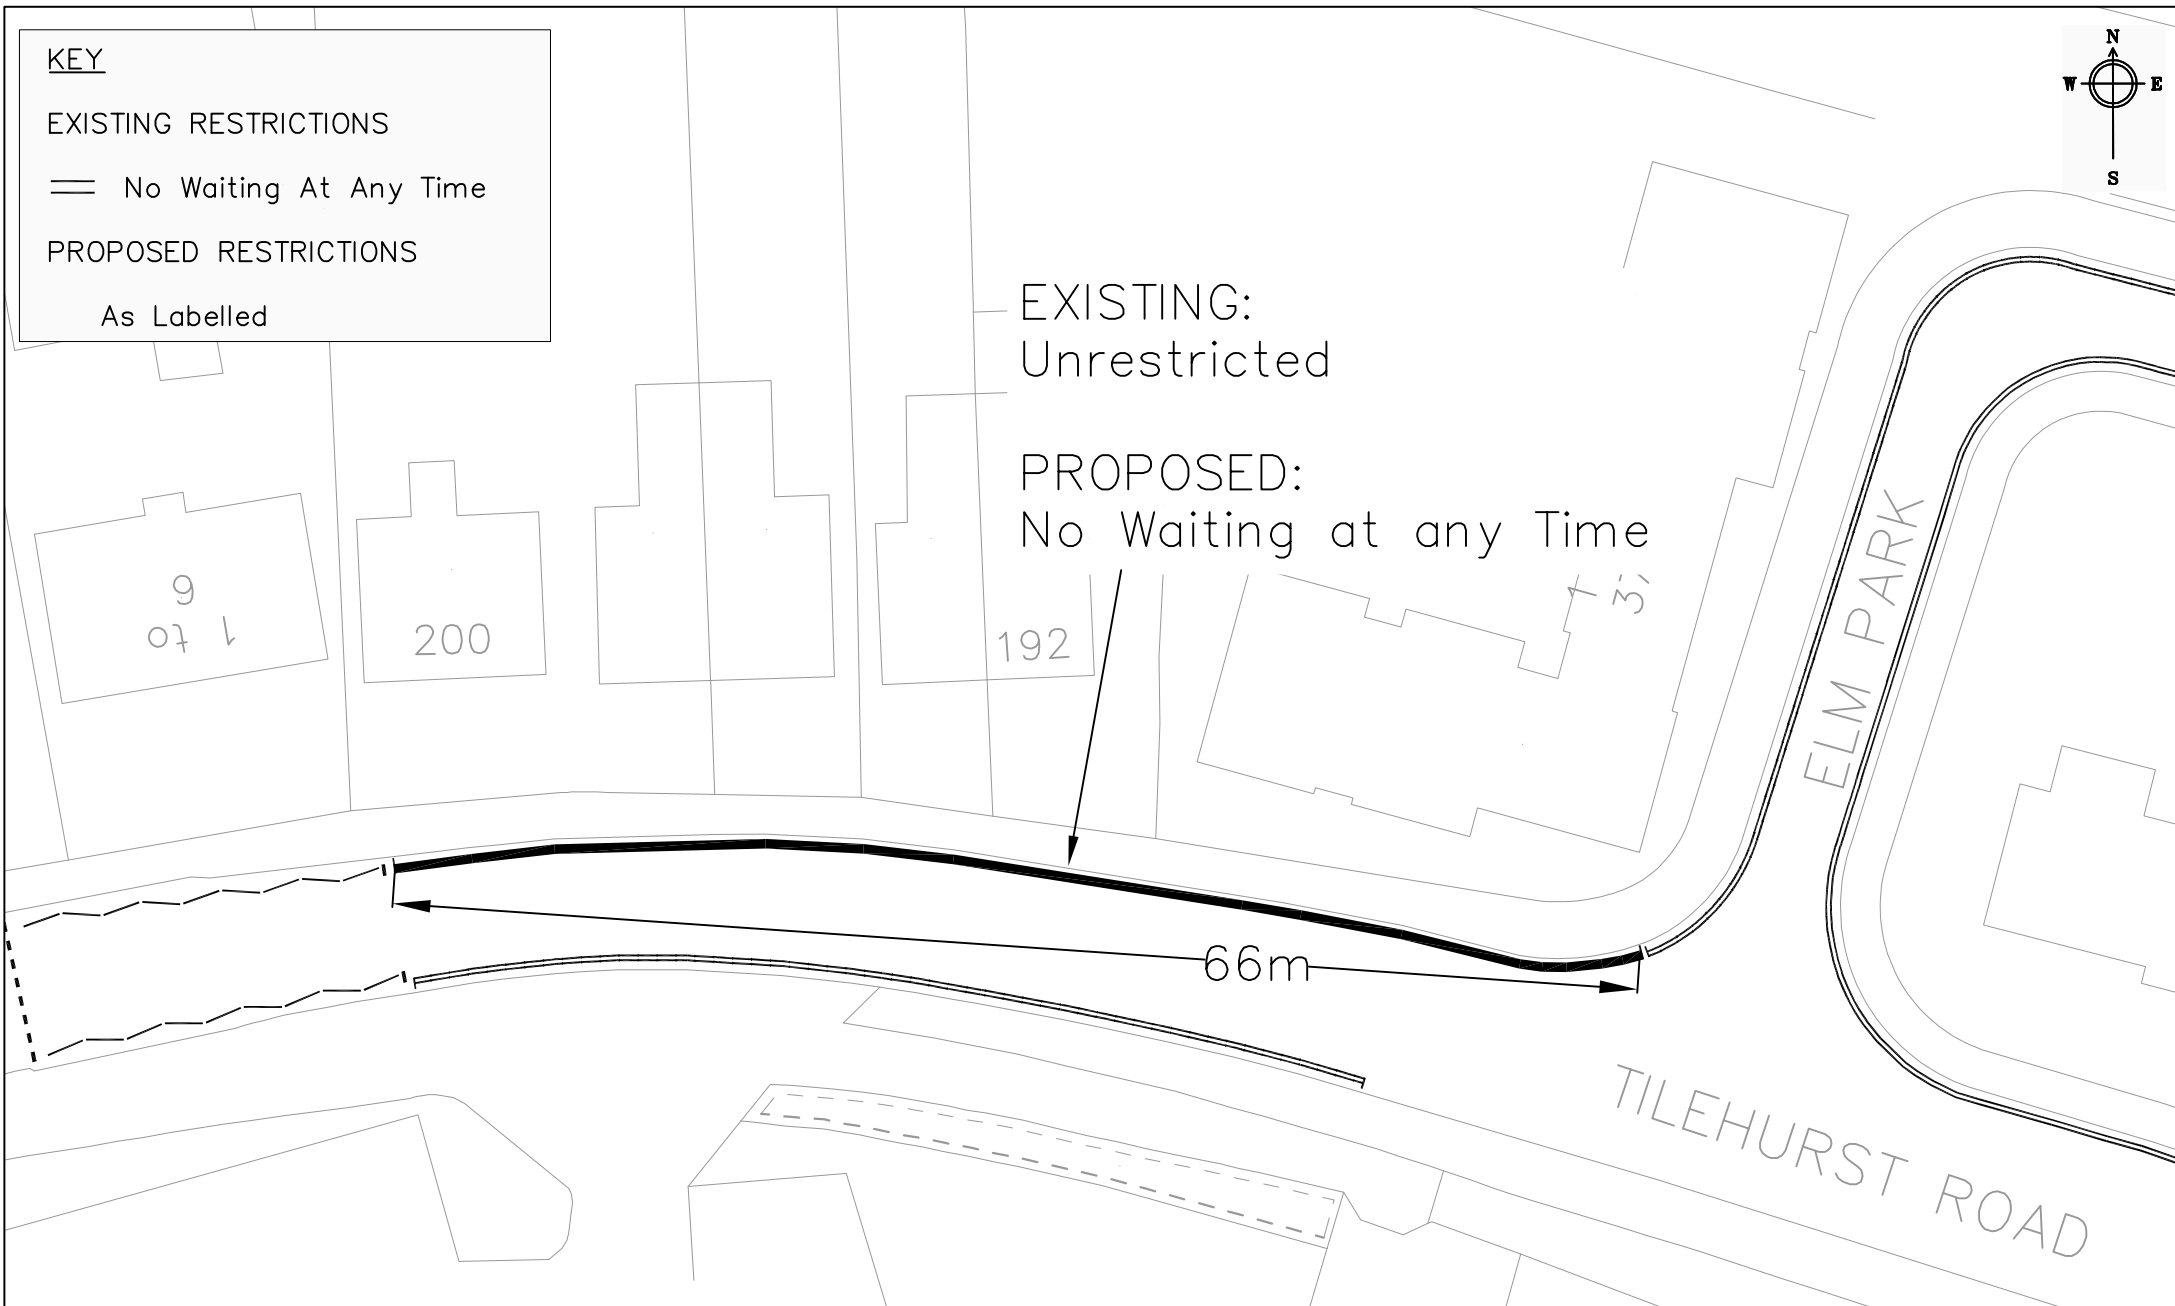 KEY
EXISTING RESTRICTIONS
No Waiting At Any Time
PROPOSED RESTRICTIONS
As Labelled
N
W E
S
EXISTING:
Unrestricted
PROPOSED:
No Waiting at any Time
1 to
6
200
192
1
ELM PARK
66m
TILEHURST ROAD